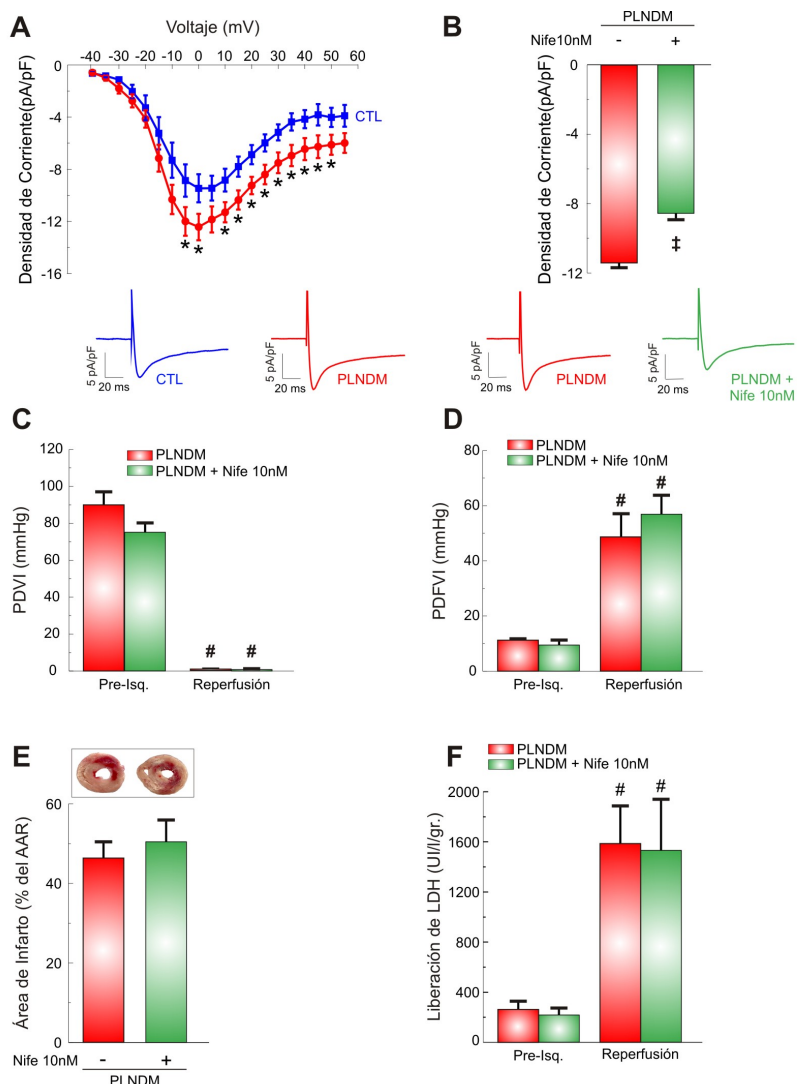 A
Voltaje (mV)
-40 -30 -20 -10 0 10 20 30 40 50 60
0
-4
-8
-12
-16
Densidad de Corriente(pA/pF)
CTL
* * * * * * * * * * *
5 pA/pF
20 ms
CTL
5 pA/pF
20 ms
PLNDM
B
PLNDM
Nife10nM - +
0
-4
-8
-12
Densidad de Corriente(pA/pF)
‡
5 pA/pF
20 ms
PLNDM
5 pA/pF
20 ms
PLNDM +
Nife 10nM
C
PLNDM
PLNDM + Nife 10nM
120
100
80
60
40
20
0
PDVI (mmHg)
# #
Pre-Isq. Reperfusión
D
PLNDM
PLNDM + Nife 10nM
80
60
40
20
0
PDFVI (mmHg)
# #
Pre-Isq. Reperfusión
E
60
40
20
0
Área de Infarto (% del AAR)
Nife 10nM - +
PLNDM
F
PLNDM
PLNDM + Nife 10nM
2000
1600
1200
800
400
0
Liberación de LDH (UI/l/gr.)
# #
Pre-Isq. Reperfusión